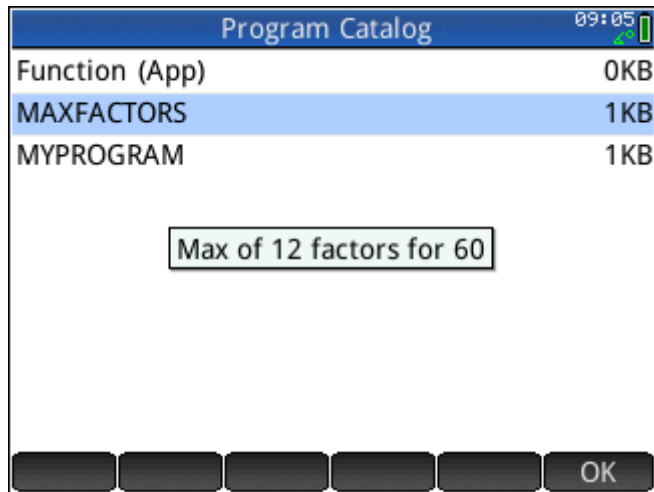 Program Catalog 09:05
Function (App) 0KB
MAXFACTORS 1KB
MYPROGRAM 1KB
Max of 12 factors for 60
OK